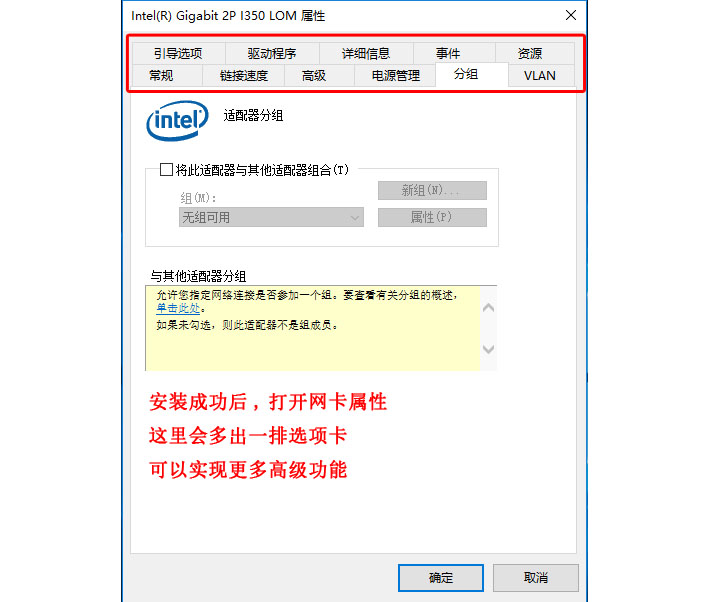 Intel(R) Gigabit 2P I350 LOM 属性
引导选项 驱动程序 详细信息 事件 资源
常规 链接速度 高级 电源管理 分组 VLAN
intel 适配器分组
将此适配器与其他适配器组合(T)
组(M):
新组(N)...
无组可用
属性(P)
与其他适配器分组
允许您指定网络连接是否参加一个组。要查看有关分组的概述，
单击此处。
如果未勾选，则此适配器不是组成员。
安装成功后，打开网卡属性
这里会多出一排选项卡
可以实现更多高级功能
确定 取消